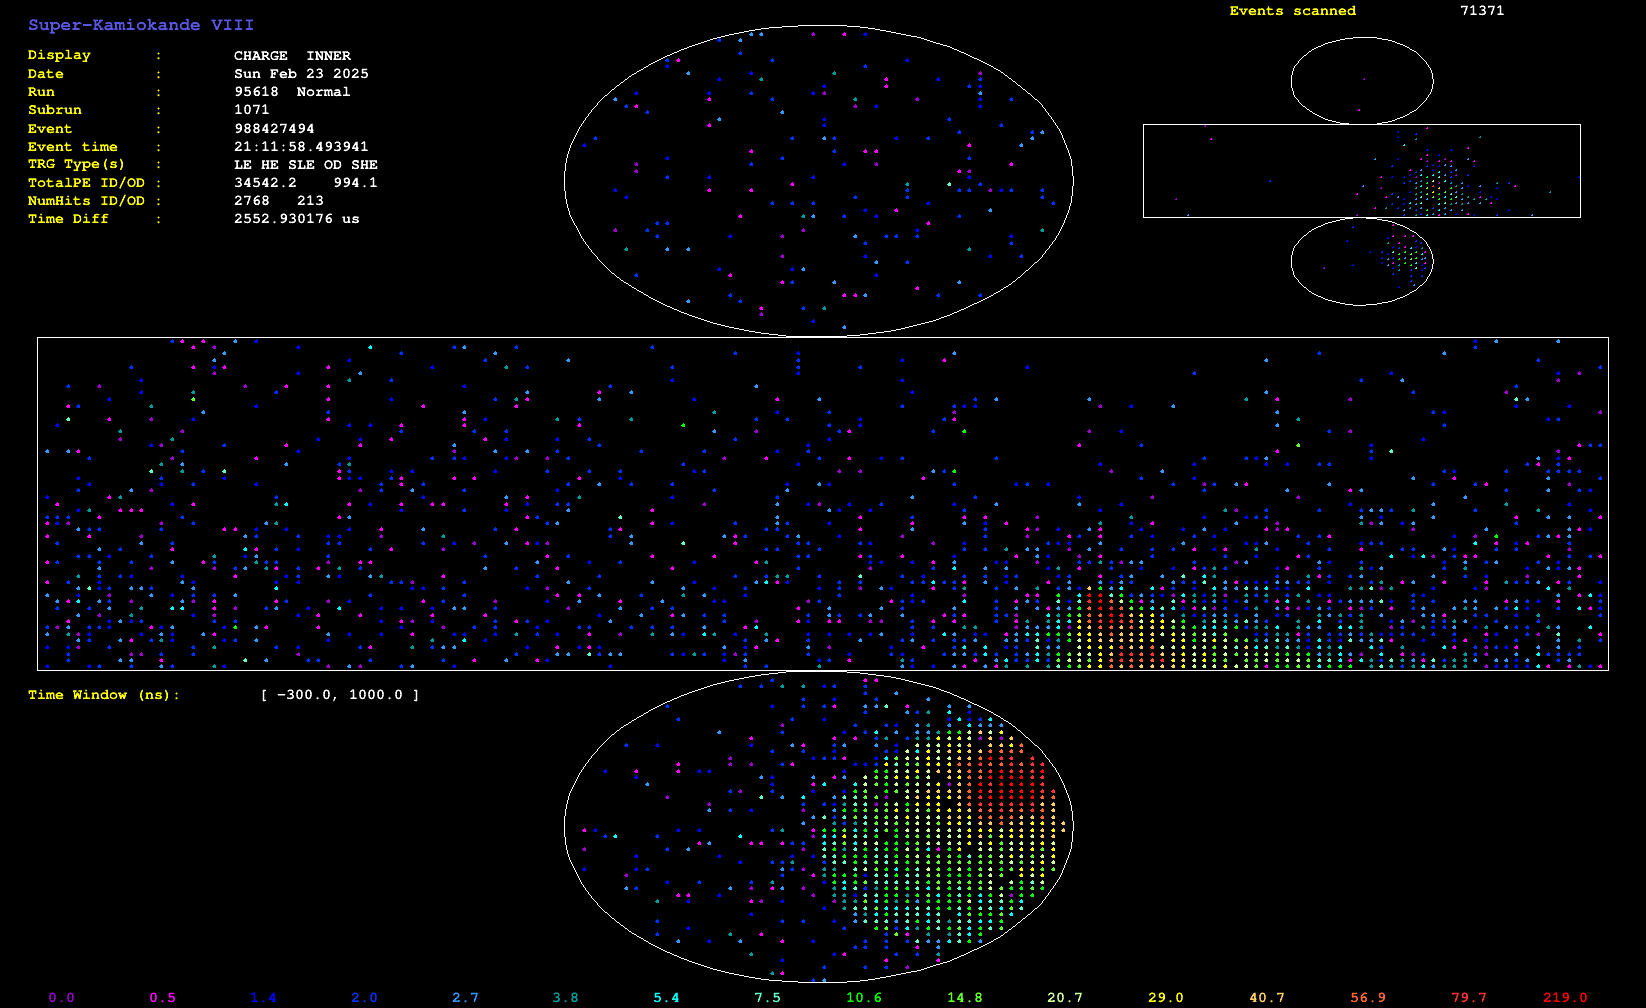 Super-Kamiokande VIII
Display : CHARGE INNER
Date : Sun Feb 23 2025
Run : 95618 Normal
Subrun : 1071
Event : 988427494
Event time : 21:11:58.493941
TRG Type(s) : LE HE SLE OD SHE
TotalPE ID/OD : 34542.2 994.1
NumHits ID/OD : 2768 213
Time Diff : 2552.930176 us
Events scanned 71371
Time Window (ns): [ -300.0, 1000.0 ]
0.0 0.5 1.4 2.0 2.7 3.8 5.4 7.5 10.6 14.8 20.7 29.0 40.7 56.9 79.7 219.0